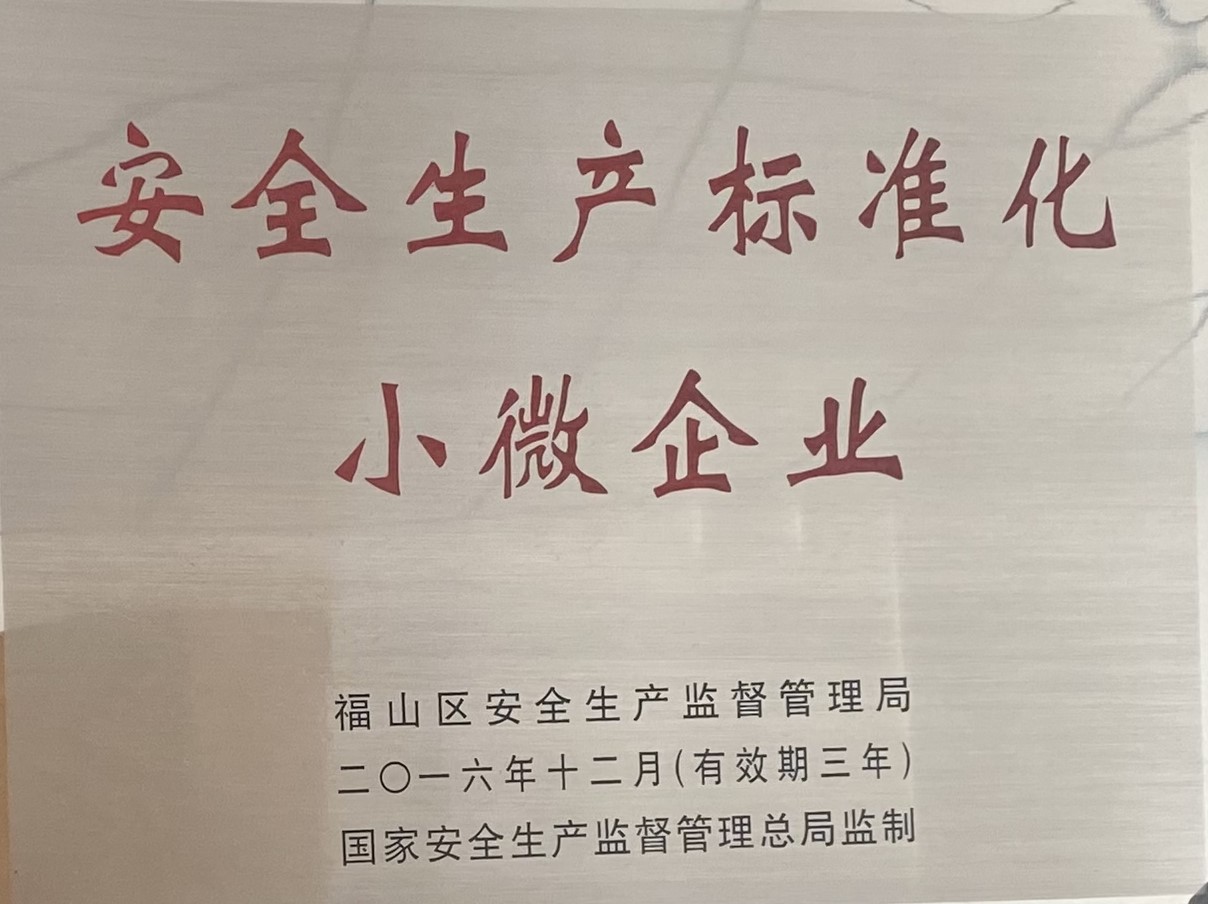 安全生产标准化
小微企业
福山区安全生产监督管理局
二〇一六年十二月(有效期三年)
国家安全生产监督管理总局监制